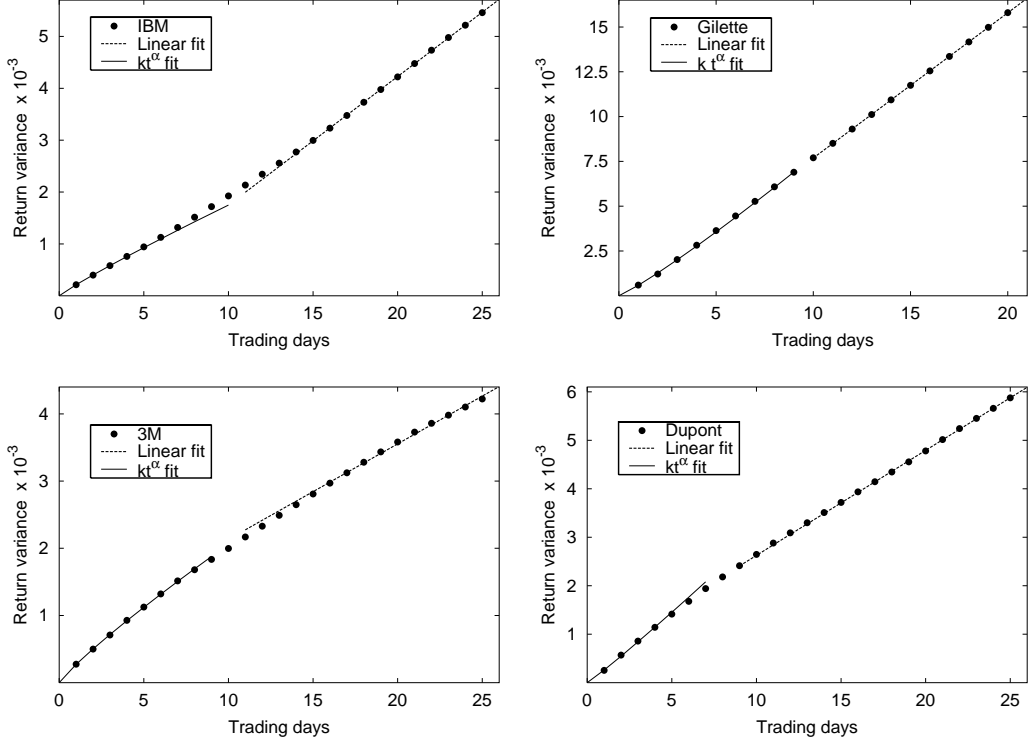 IBM
Linear fit
ktα fit
Return variance x 10-3
5
4
3
2
1
0 5 10 15 20 25
Trading days
Gilette
Linear fit
k tα fit
Return variance x 10-3
15
12.5
10
7.5
5
2.5
0 5 10 15 20
Trading days
3M
Linear fit
ktα fit
Return variance x 10-3
4
3
2
1
0 5 10 15 20 25
Trading days
Dupont
Linear fit
ktα fit
Return variance x 10-3
6
5
4
3
2
1
0 5 10 15 20 25
Trading days